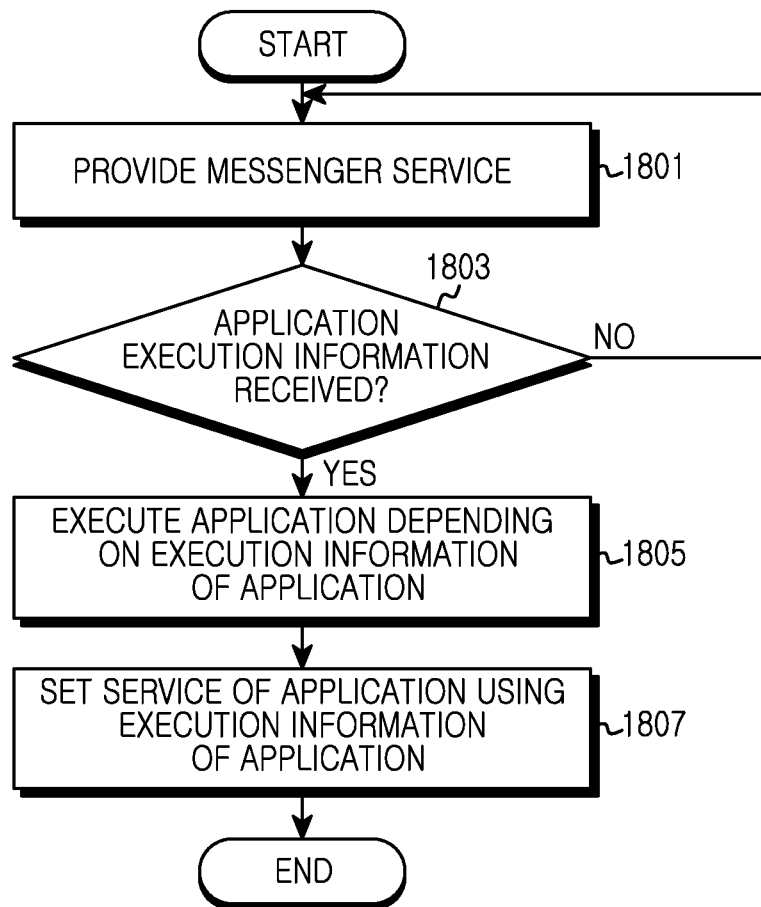 START
PROVIDE MESSENGER SERVICE
1801
1803
APPLICATION
EXECUTION INFORMATION
RECEIVED?
NO
YES
EXECUTE APPLICATION DEPENDING
ON EXECUTION INFORMATION
OF APPLICATION
1805
SET SERVICE OF APPLICATION USING
EXECUTION INFORMATION
OF APPLICATION
1807
END